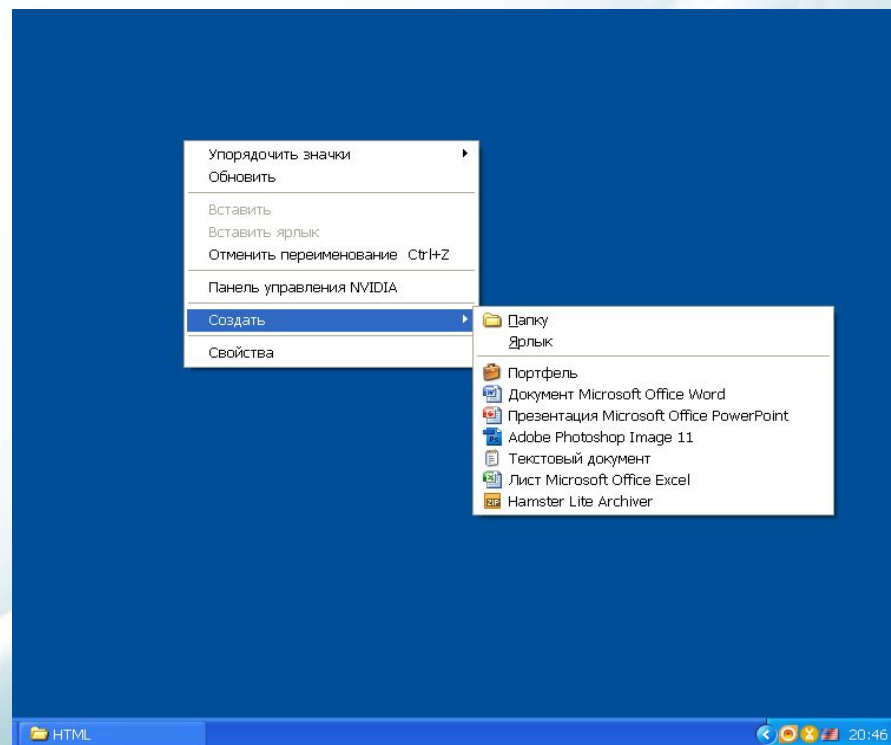 Упорядочить значки
Обновить
Вставить
Вставить ярлык
Отменить переименование Ctrl+Z
Панель управления NVIDIA
Создать
Свойства
Папку
Ярлык
Портфель
Документ Microsoft Office Word
Презентация Microsoft Office PowerPoint
Adobe Photoshop Image 11
Текстовый документ
Лист Microsoft Office Excel
Hamster Lite Archiver
HTML
20:46